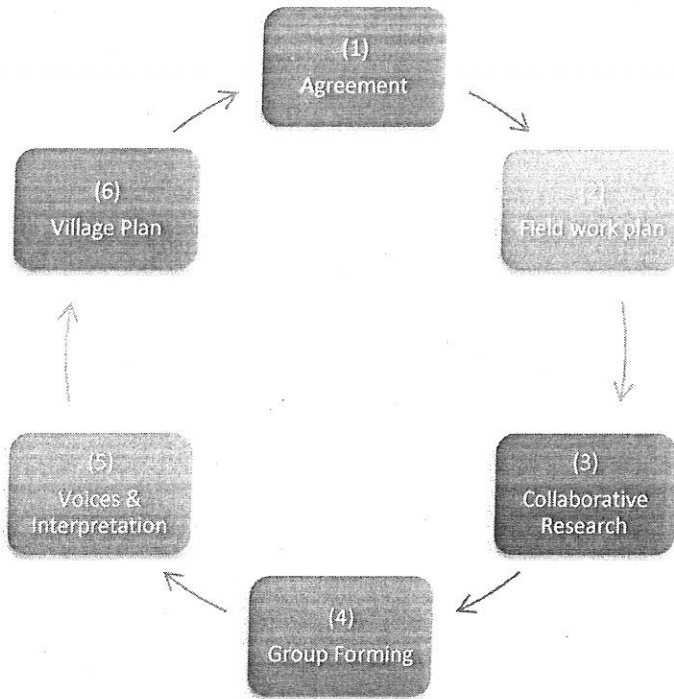 (1)
Agreement
(2)
Field work plan
(3)
Collaborative
Research
(4)
Group Forming
(5)
Voices &
Interpretation
(6)
Village Plan